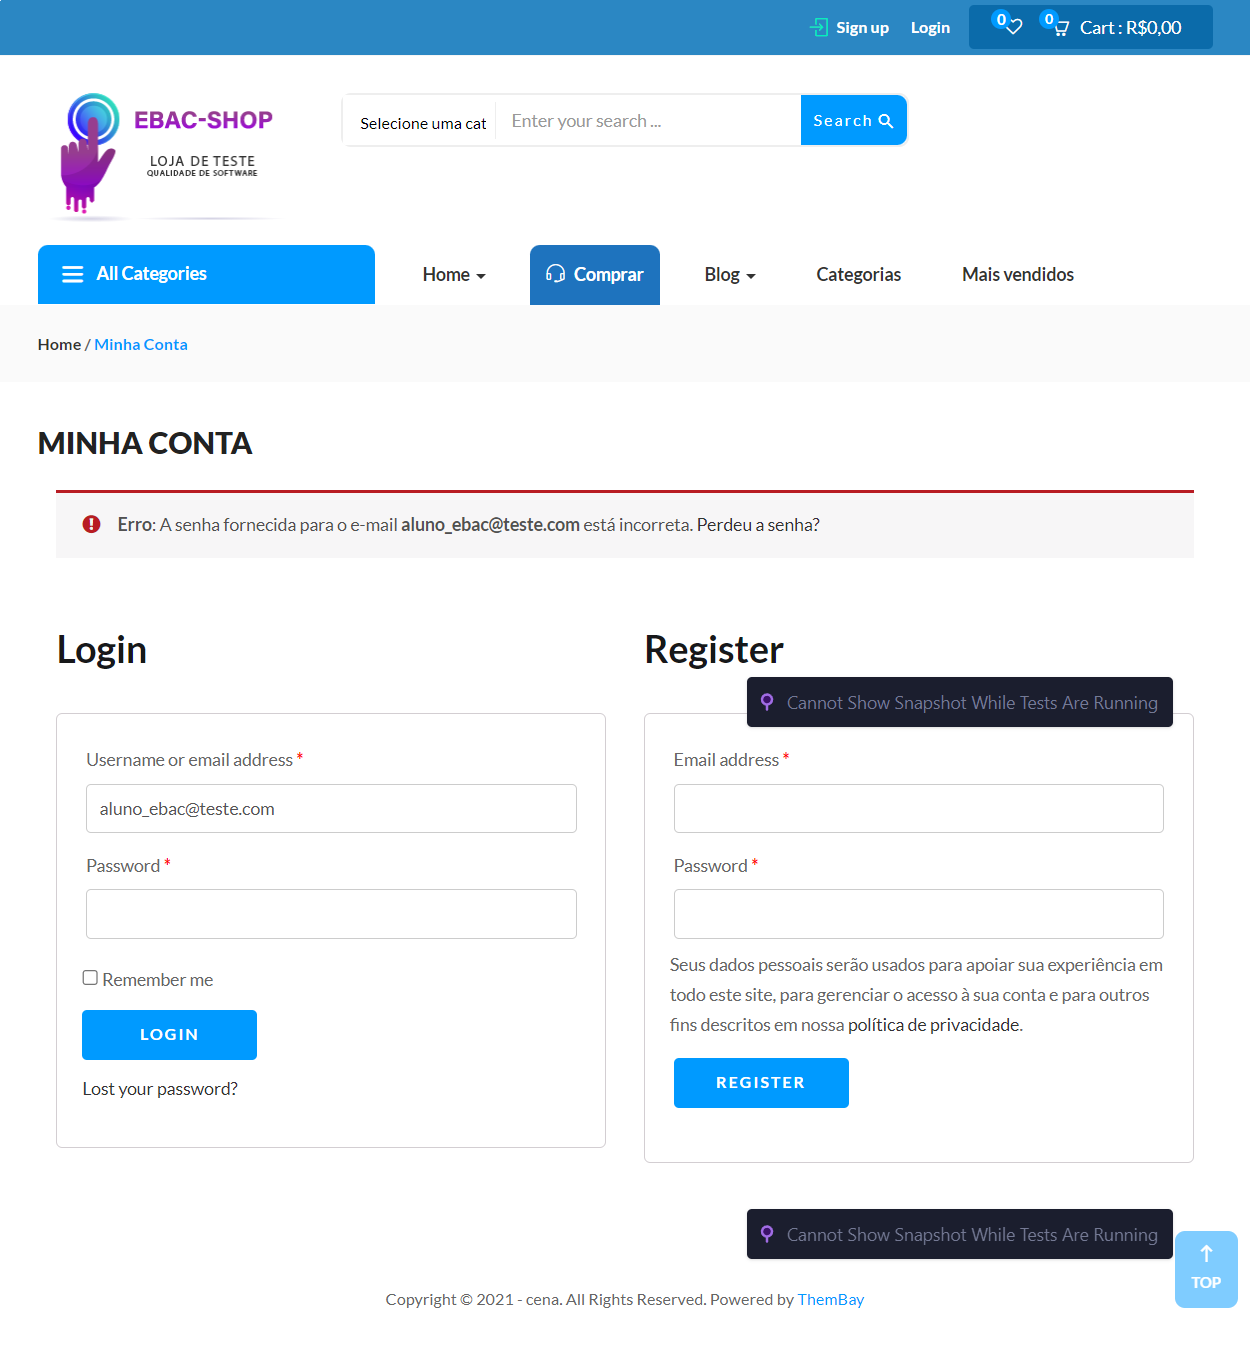 Sign up
Login
0
0
Cart : R$0,00
EBAC-SHOP
LOJA DE TESTE
QUALIDADE DE SOFTWARE
Selecione uma cat
Enter your search ...
Search
All Categories
Home
Comprar
Blog
Categorias
Mais vendidos
Home / Minha Conta
MINHA CONTA
Erro: A senha fornecida para o e-mail aluno_ebac@teste.com está incorreta. Perdeu a senha?
Login
Username or email address *
aluno_ebac@teste.com
Password *
Remember me
LOGIN
Lost your password?
Register
Cannot Show Snapshot While Tests Are Running
Email address *
Password *
Seus dados pessoais serão usados para apoiar sua experiência em
todo este site, para gerenciar o acesso à sua conta e para outros
fins descritos em nossa política de privacidade.
REGISTER
Cannot Show Snapshot While Tests Are Running
TOP
Copyright © 2021 - cena. All Rights Reserved. Powered by ThemBay